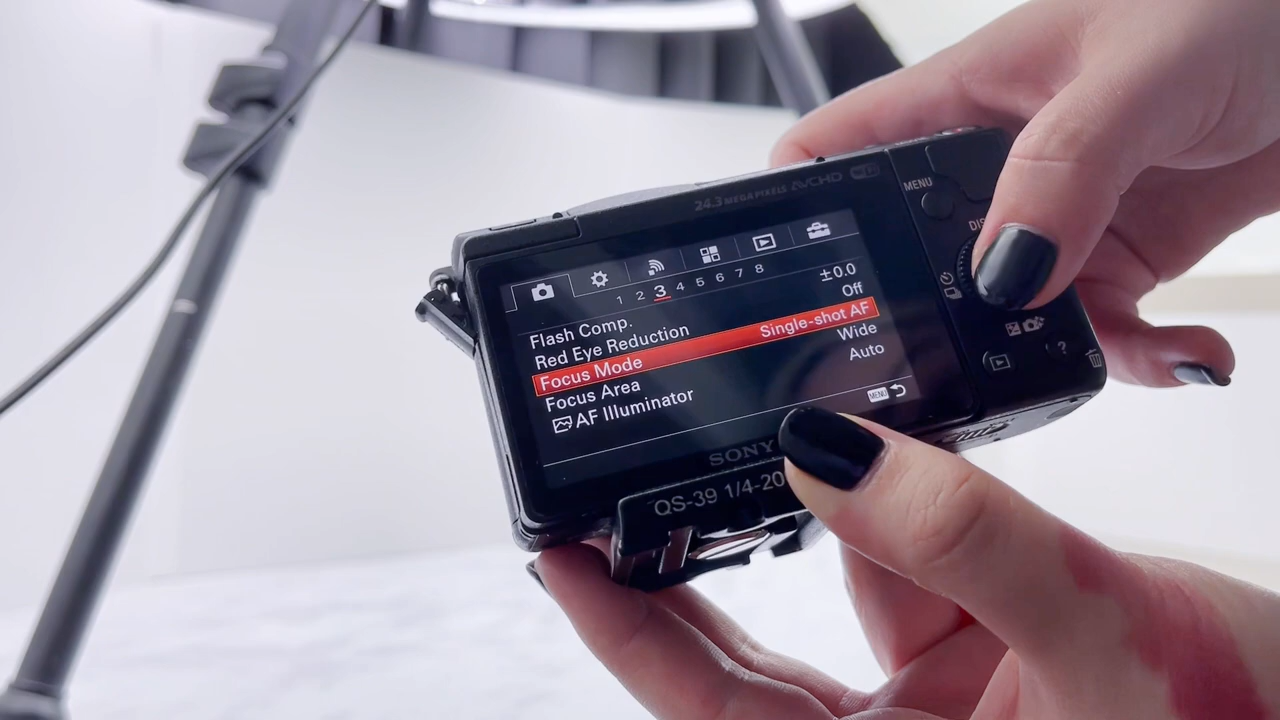 24.3 MEGA PIXELS AVCHD
MENU
DIS
1 2 3 4 5 6 7 8
Flash Comp. ±0.0
Red Eye Reduction Off
Focus Mode Single-shot AF
Focus Area Wide
AF Illuminator Auto
MENU
?
SONY
QS-39 1/4-20